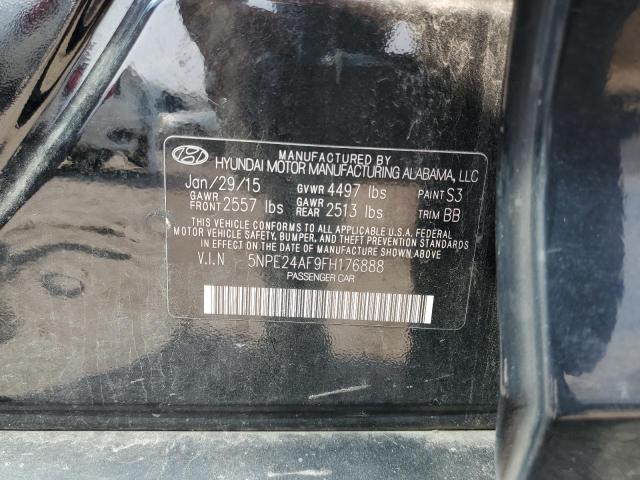 MANUFACTURED BY
HYUNDAI MOTOR MANUFACTURING ALABAMA, LLC
Jan/29/15 GVWR 4497 lbs PAINT S3
GAWR FRONT 2557 lbs GAWR REAR 2513 lbs TRIM BB
THIS VEHICLE CONFORMS TO ALL APPLICABLE U.S.A. FEDERAL
MOTOR VEHICLE SAFETY, BUMPER, AND THEFT PREVENTION STANDARDS
IN EFFECT ON THE DATE OF MANUFACTURE SHOWN ABOVE.
V.I.N 5NPE24AF9FH176888
PASSENGER CAR